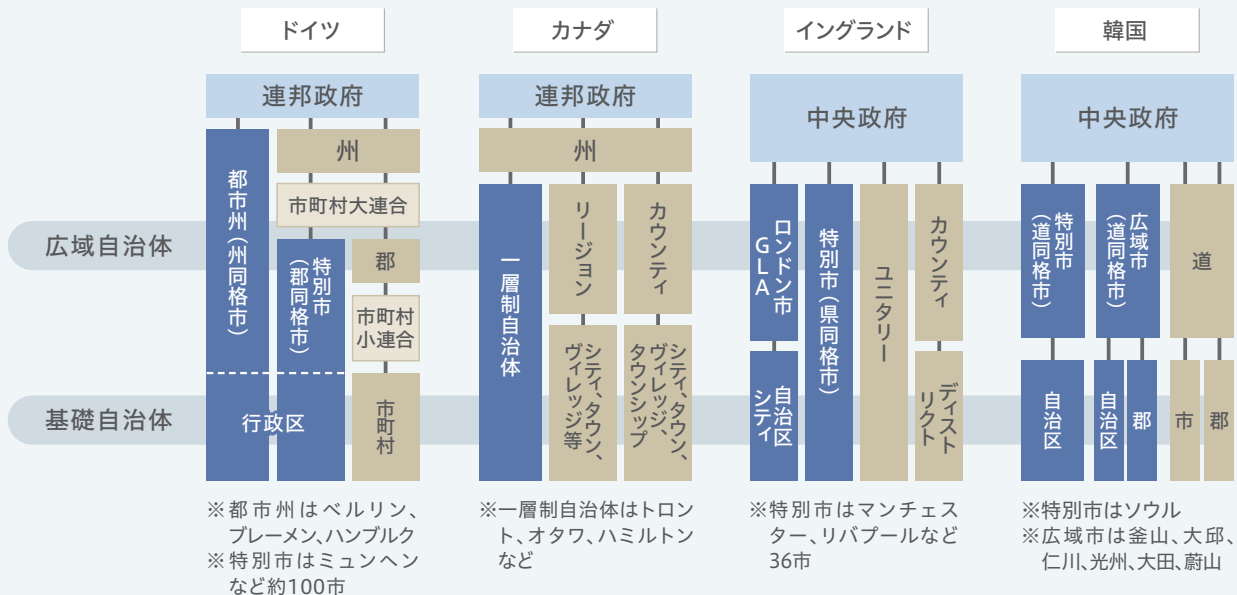 ドイツ
カナダ
イングランド
韓国
広域自治体
基礎自治体
連邦政府
州
都市州（州同格市）
市町村大連合
特別市
（郡同格市）
郡
市町村
小連合
行政区
市町村
※都市州はベルリン、
ブレーメン、ハンブルク
※特別市はミュンヘン
など約100市
連邦政府
州
一層制自治体
リージョン
カウンティ
シティ、タウン、
ヴィレッジ等
シティ、タウン、
ヴィレッジ、
タウンシップ
※一層制自治体はトロン
ト、オタワ、ハミルトン
など
中央政府
ロンドン市
GLA
特別市（県同格市）
ユニタリー
カウンティ
自治区
シティ
ディスト
リクト
※特別市はマンチェス
ター、リバプールなど
36市
中央政府
特別市
（道同格市）
広域市
（道同格市）
道
自治区
自治区
郡
市
郡
※特別市はソウル
※広域市は釜山、大邱、
仁川、光州、大田、蔚山